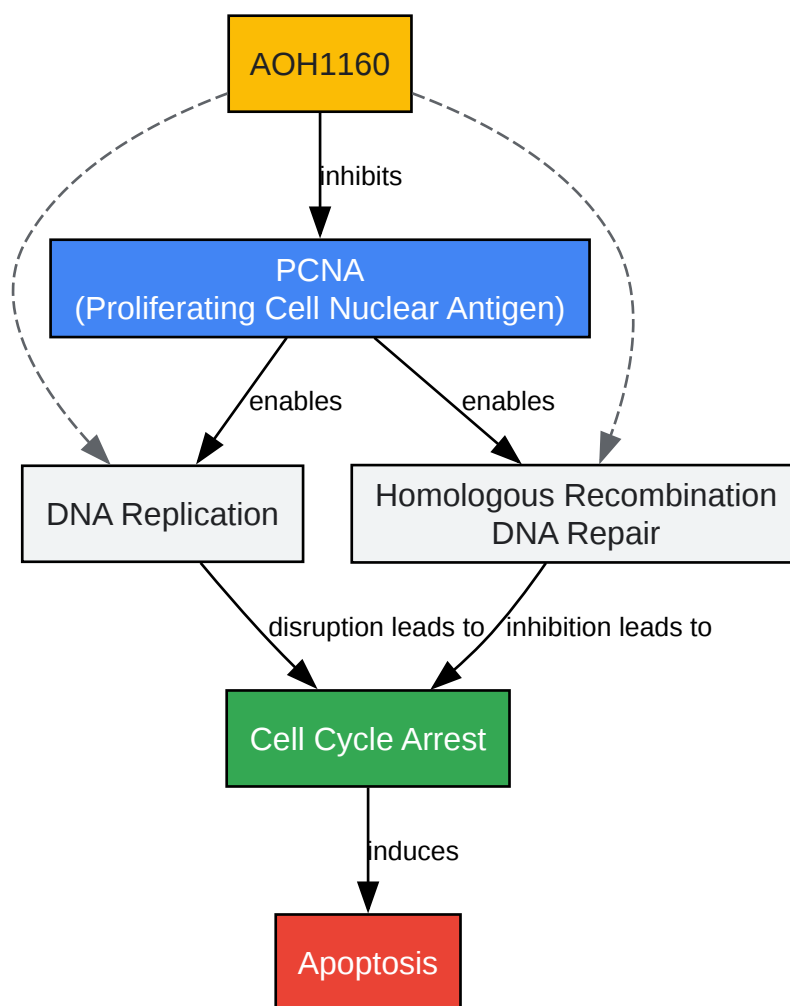 AOH1160
inhibits
PCNA
(Proliferating Cell Nuclear Antigen)
enables
enables
DNA Replication
Homologous Recombination
DNA Repair
disruption leads to
inhibition leads to
Cell Cycle Arrest
induces
Apoptosis